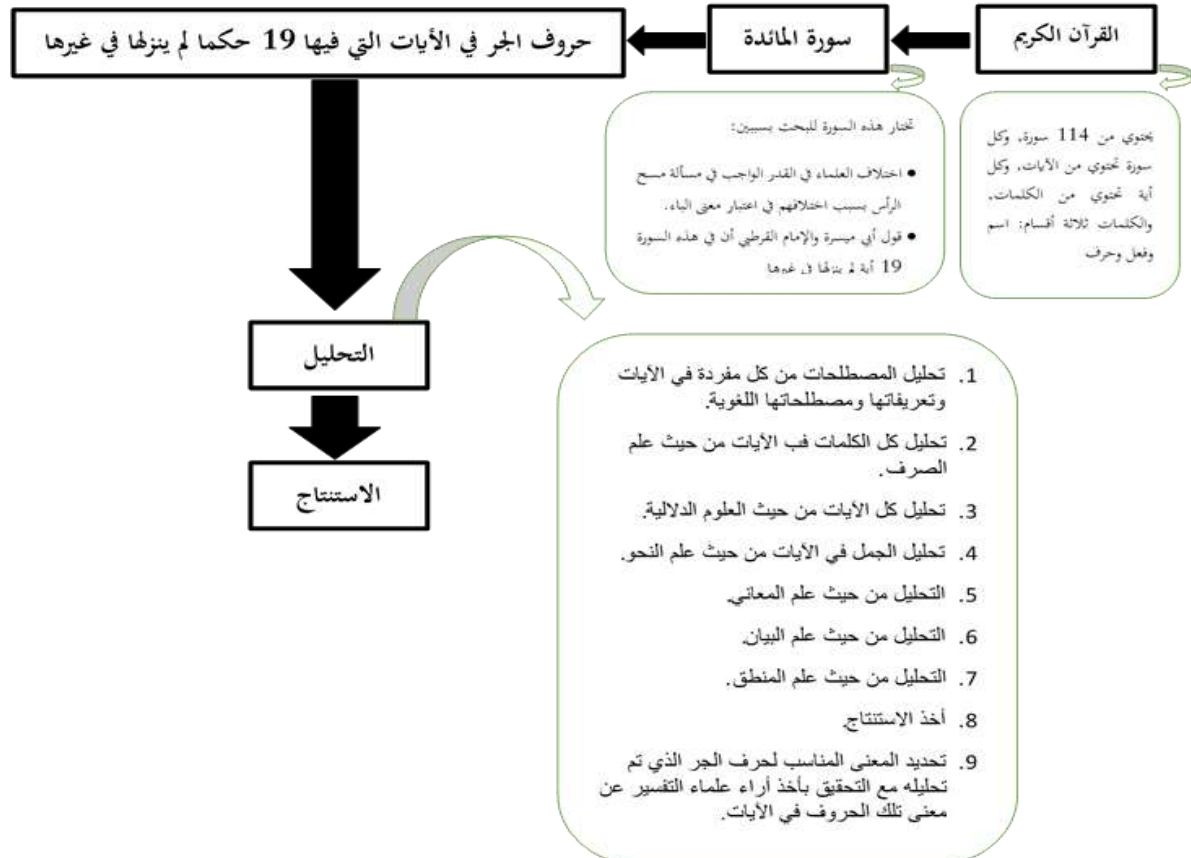 القرآن الكريم
سورة المائدة
حروف الجر في الأيات التي فيها 19 حكما لم ينزلها في غيرها
يحتوي من 114 سورة، وكل
سورة تحتوي من الأيات، وكل
أية تحتوي من الكلمات،
والكلمات ثلاثة أقسام: اسم
وفعل وحرف
تختار هذه السورة للبحث بسببين:
● اختلاف العلماء في القدر الواجب في مسألة مسح
الرأس بسبب اختلافهم في اعتبار معنى الباء.
● قول أبي ميسرة والإمام القرطبي أن في هذه السورة
19 أية لم ينزلها في غيرها
التحليل
الاستنتاج
1. تحليل المصطلحات من كل مفردة في الآيات
وتعريفاتها ومصطلحاتها اللغوية.
2. تحليل كل الكلمات فب الآيات من حيث علم
الصرف.
3. تحليل كل الآيات من حيث العلوم الدلالية.
4. تحليل الجمل في الآيات من حيث علم النحو.
5. التحليل من حيث علم المعاني.
6. التحليل من حيث علم البيان.
7. التحليل من حيث علم المنطق.
8. أخذ الاستنتاج.
9. تحديد المعنى المناسب لحرف الجر الذي تم
تحليله مع التحقيق بأخذ أراء علماء التفسير عن
معنى تلك الحروف في الآيات.